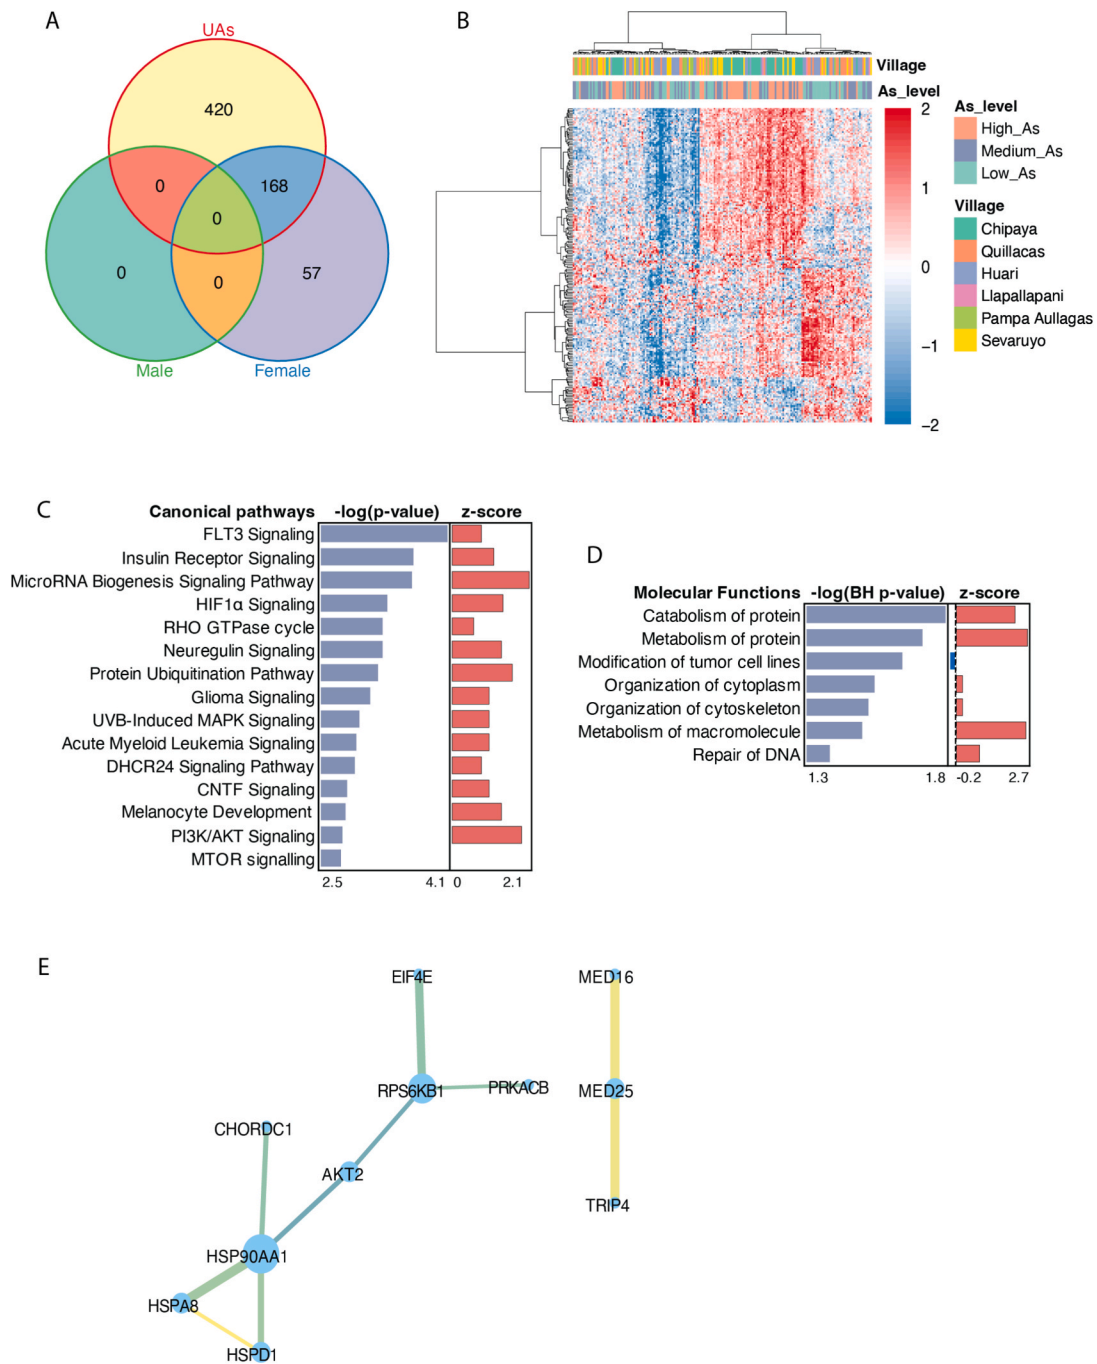 A
UAs
420
0
168
0
0
0
57
Male
Female
B
Village
As_level
2
1
0
−1
−2
As_level
High_As
Medium_As
Low_As
Village
Chipaya
Quillacas
Huari
Llapallapani
Pampa Aullagas
Sevaruyo
C
Canonical pathways -log(p-value) z-score
FLT3 Signaling
Insulin Receptor Signaling
MicroRNA Biogenesis Signaling Pathway
HIF1α Signaling
RHO GTPase cycle
Neuregulin Signaling
Protein Ubiquitination Pathway
Glioma Signaling
UVB-Induced MAPK Signaling
Acute Myeloid Leukemia Signaling
DHCR24 Signaling Pathway
CNTF Signaling
Melanocyte Development
PI3K/AKT Signaling
MTOR signalling
2.5 4.1 0 2.1
D
Molecular Functions -log(BH p-value) z-score
Catabolism of protein
Metabolism of protein
Modification of tumor cell lines
Organization of cytoplasm
Organization of cytoskeleton
Metabolism of macromolecule
Repair of DNA
1.3 1.8 -0.2 2.7
E
EIF4E
MED16
RPS6KB1
PRKACB
MED25
CHORDC1
AKT2
TRIP4
HSP90AA1
HSPA8
HSPD1